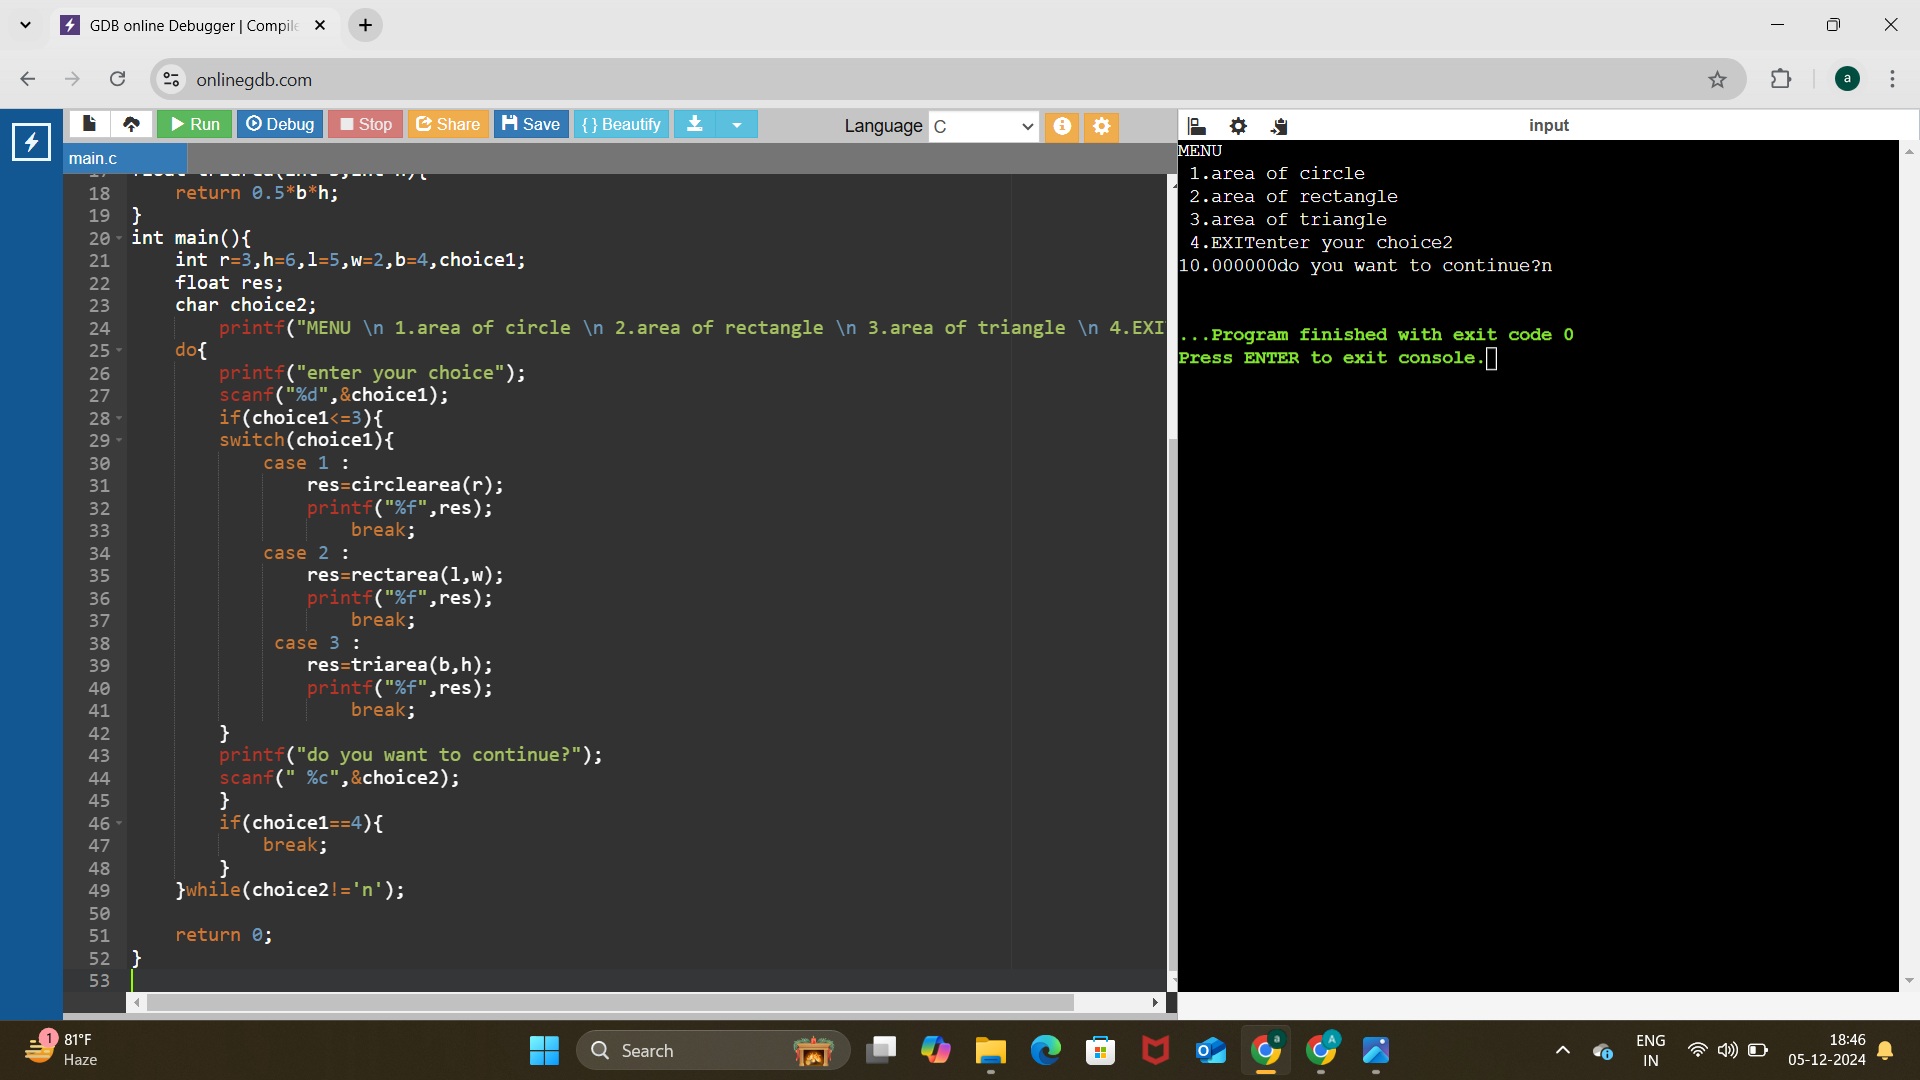 GDB online Debugger | Compile
onlinegdb.com
a
Run
Debug
Stop
Share
Save
{ } Beautify
Language
C
input
main.c
18 return 0.5*b*h;
19 }
20 int main(){
21 int r=3,h=6,l=5,w=2,b=4,choice1;
22 float res;
23 char choice2;
24 printf("MENU \n 1.area of circle \n 2.area of rectangle \n 3.area of triangle \n 4.EXI
25 do{
26 printf("enter your choice");
27 scanf("%d",&choice1);
28 if(choice1<=3){
29 switch(choice1){
30 case 1 :
31 res=circlearea(r);
32 printf("%f",res);
33 break;
34 case 2 :
35 res=rectarea(l,w);
36 printf("%f",res);
37 break;
38 case 3 :
39 res=triarea(b,h);
40 printf("%f",res);
41 break;
42 }
43 printf("do you want to continue?");
44 scanf(" %c",&choice2);
45 }
46 if(choice1==4){
47 break;
48 }
49 }while(choice2!='n');
50
51 return 0;
52 }
53
MENU
1.area of circle
2.area of rectangle
3.area of triangle
4.EXITenter your choice2
10.000000do you want to continue?n
...Program finished with exit code 0
Press ENTER to exit console.
1
81°F
Haze
Search
a
A
ENG
IN
18:46
05-12-2024